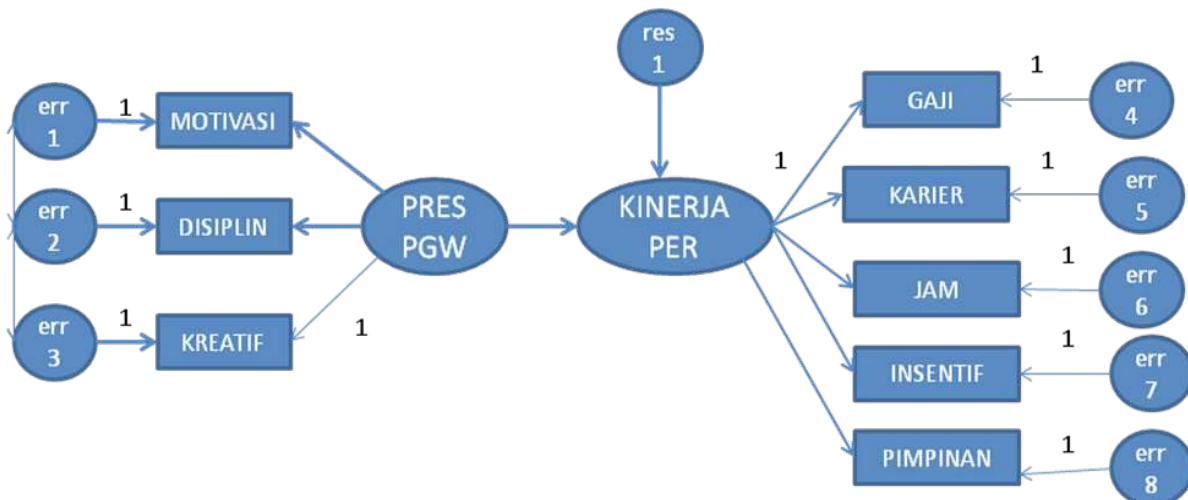 res
1
err
1
1
MOTIVASI
GAJI
1
err
4
1
err
2
1
DISIPLIN
PRES
PGW
KINERJA
PER
KARIER
1
err
5
err
3
1
KREATIF
1
JAM
1
err
6
INSENTIF
1
err
7
PIMPINAN
1
err
8